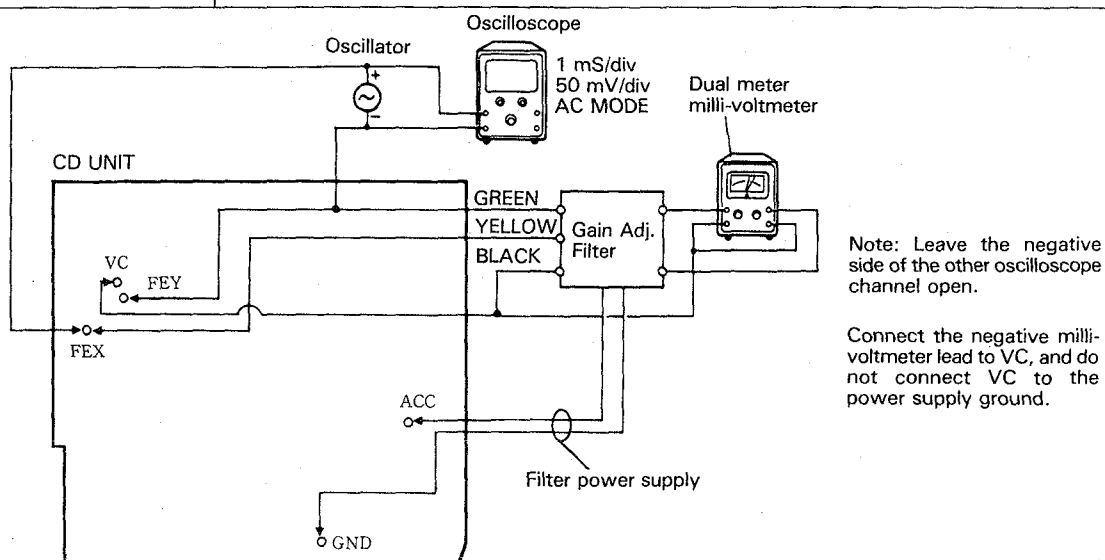 Oscilloscope
Oscillator
1 mS/div
50 mV/div
AC MODE
Dual meter
milli-voltmeter
+
–
CD UNIT
GREEN
YELLOW
BLACK
Gain Adj.
Filter
VC
FEY
FEX
ACC
GND
Filter power supply
Note: Leave the negative
side of the other oscilloscope
channel open.
Connect the negative milli-
voltmeter lead to VC, and do
not connect VC to the
power supply ground.